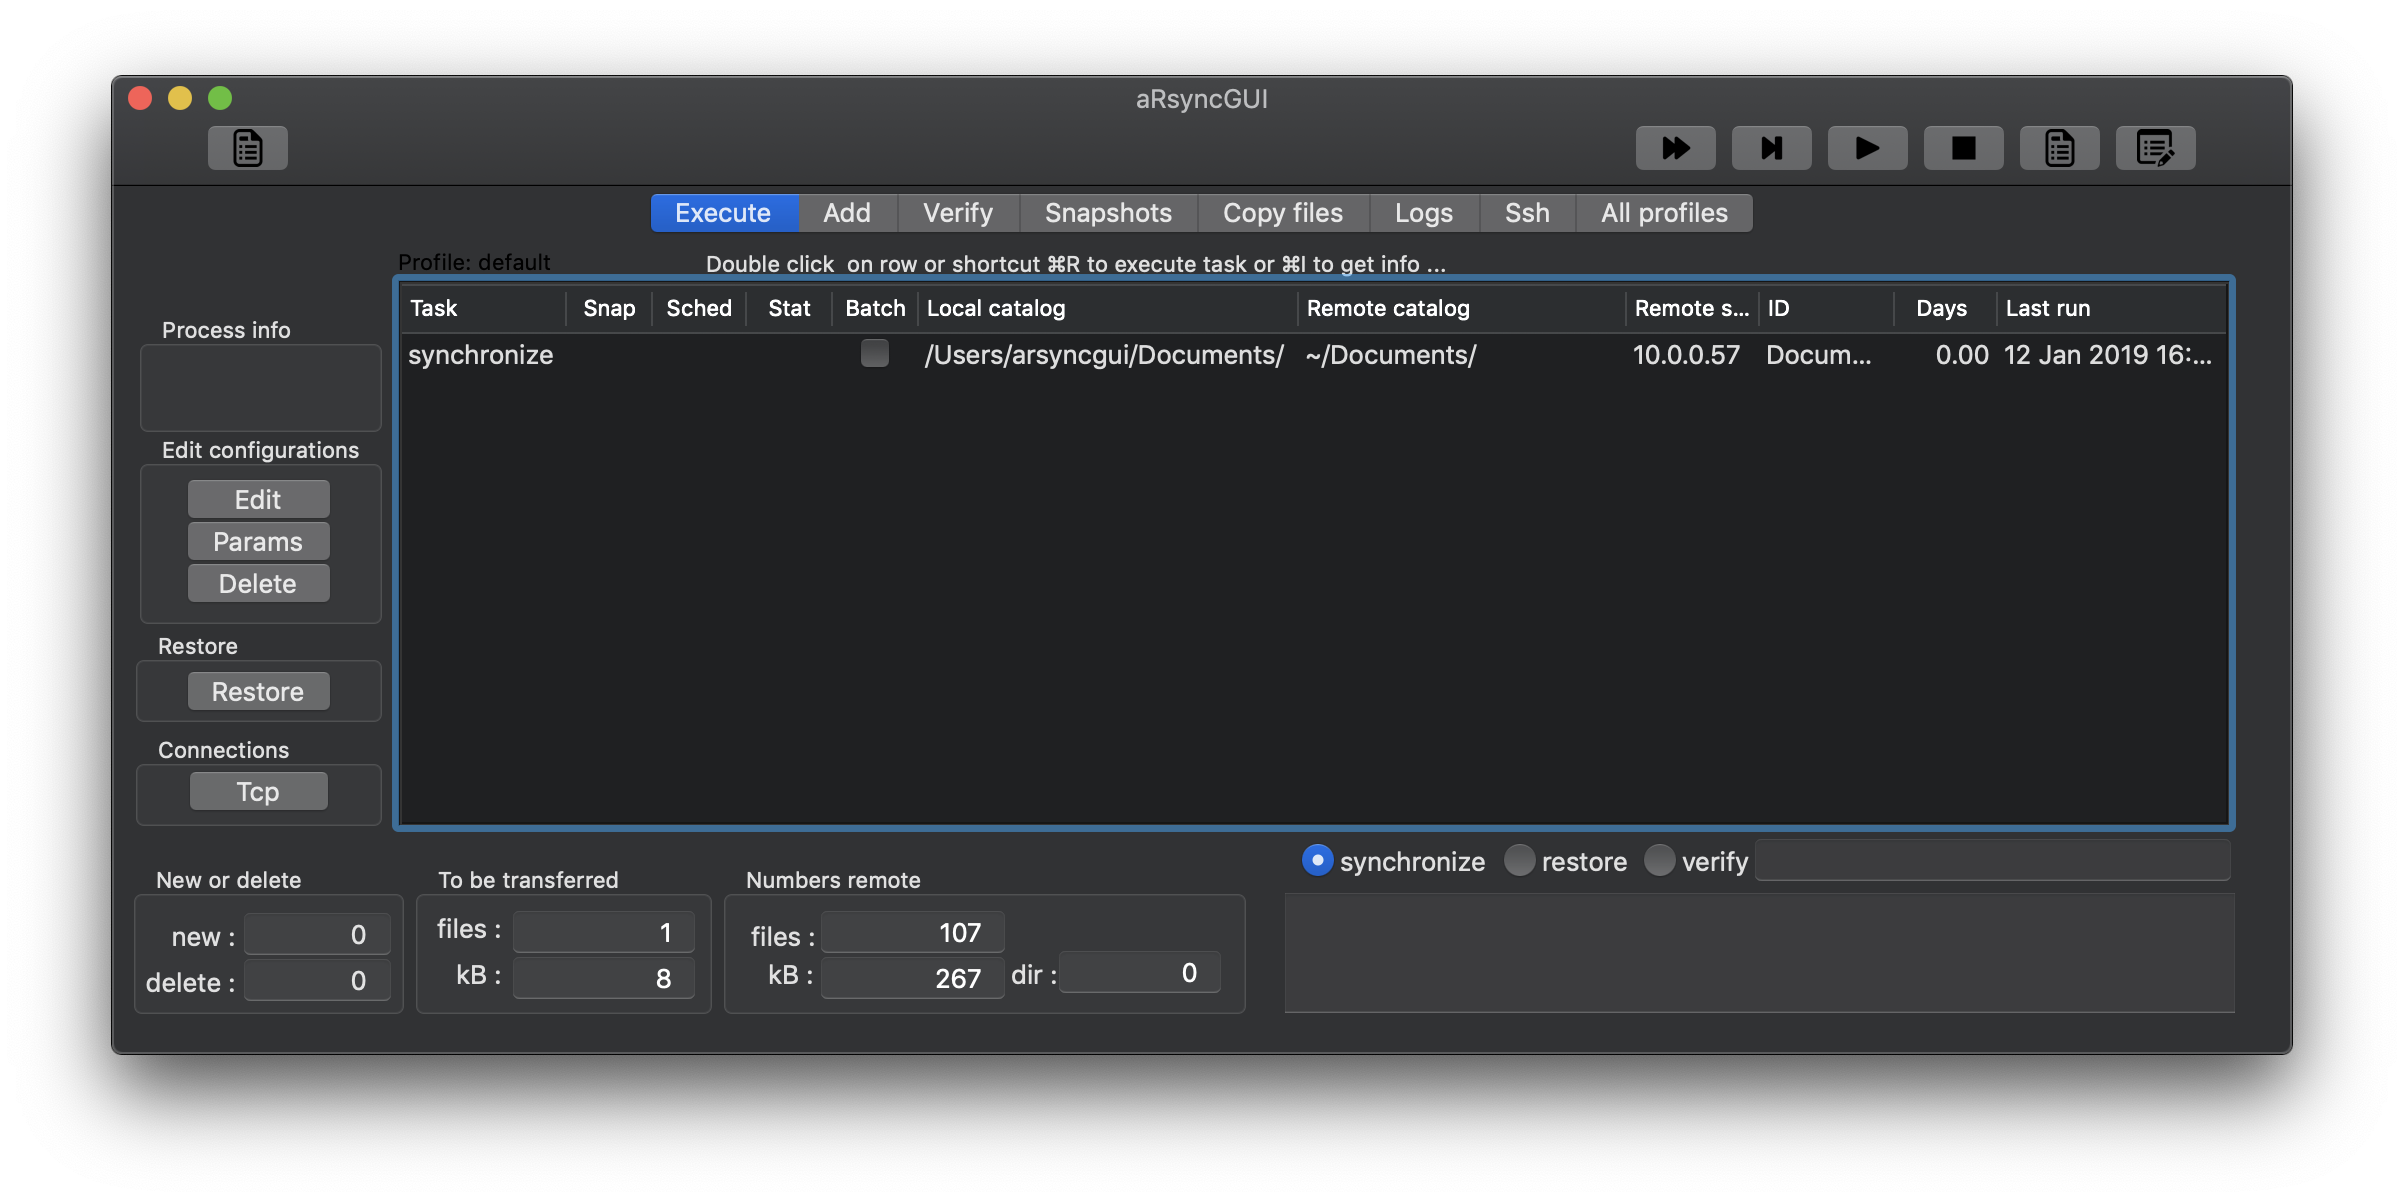 aRsyncGUI
Execute Add Verify Snapshots Copy files Logs Ssh All profiles
Profile: default Double click on row or shortcut ⌘R to execute task or ⌘I to get info ...
Task Snap Sched Stat Batch Local catalog Remote catalog Remote s... ID Days Last run
synchronize /Users/arsyncgui/Documents/ ~/Documents/ 10.0.0.57 Docum... 0.00 12 Jan 2019 16:...
Process info
Edit configurations
Edit
Params
Delete
Restore
Restore
Connections
Tcp
synchronize restore verify
New or delete
new : 0
delete : 0
To be transferred
files : 1
kB : 8
Numbers remote
files : 107
kB : 267 dir : 0